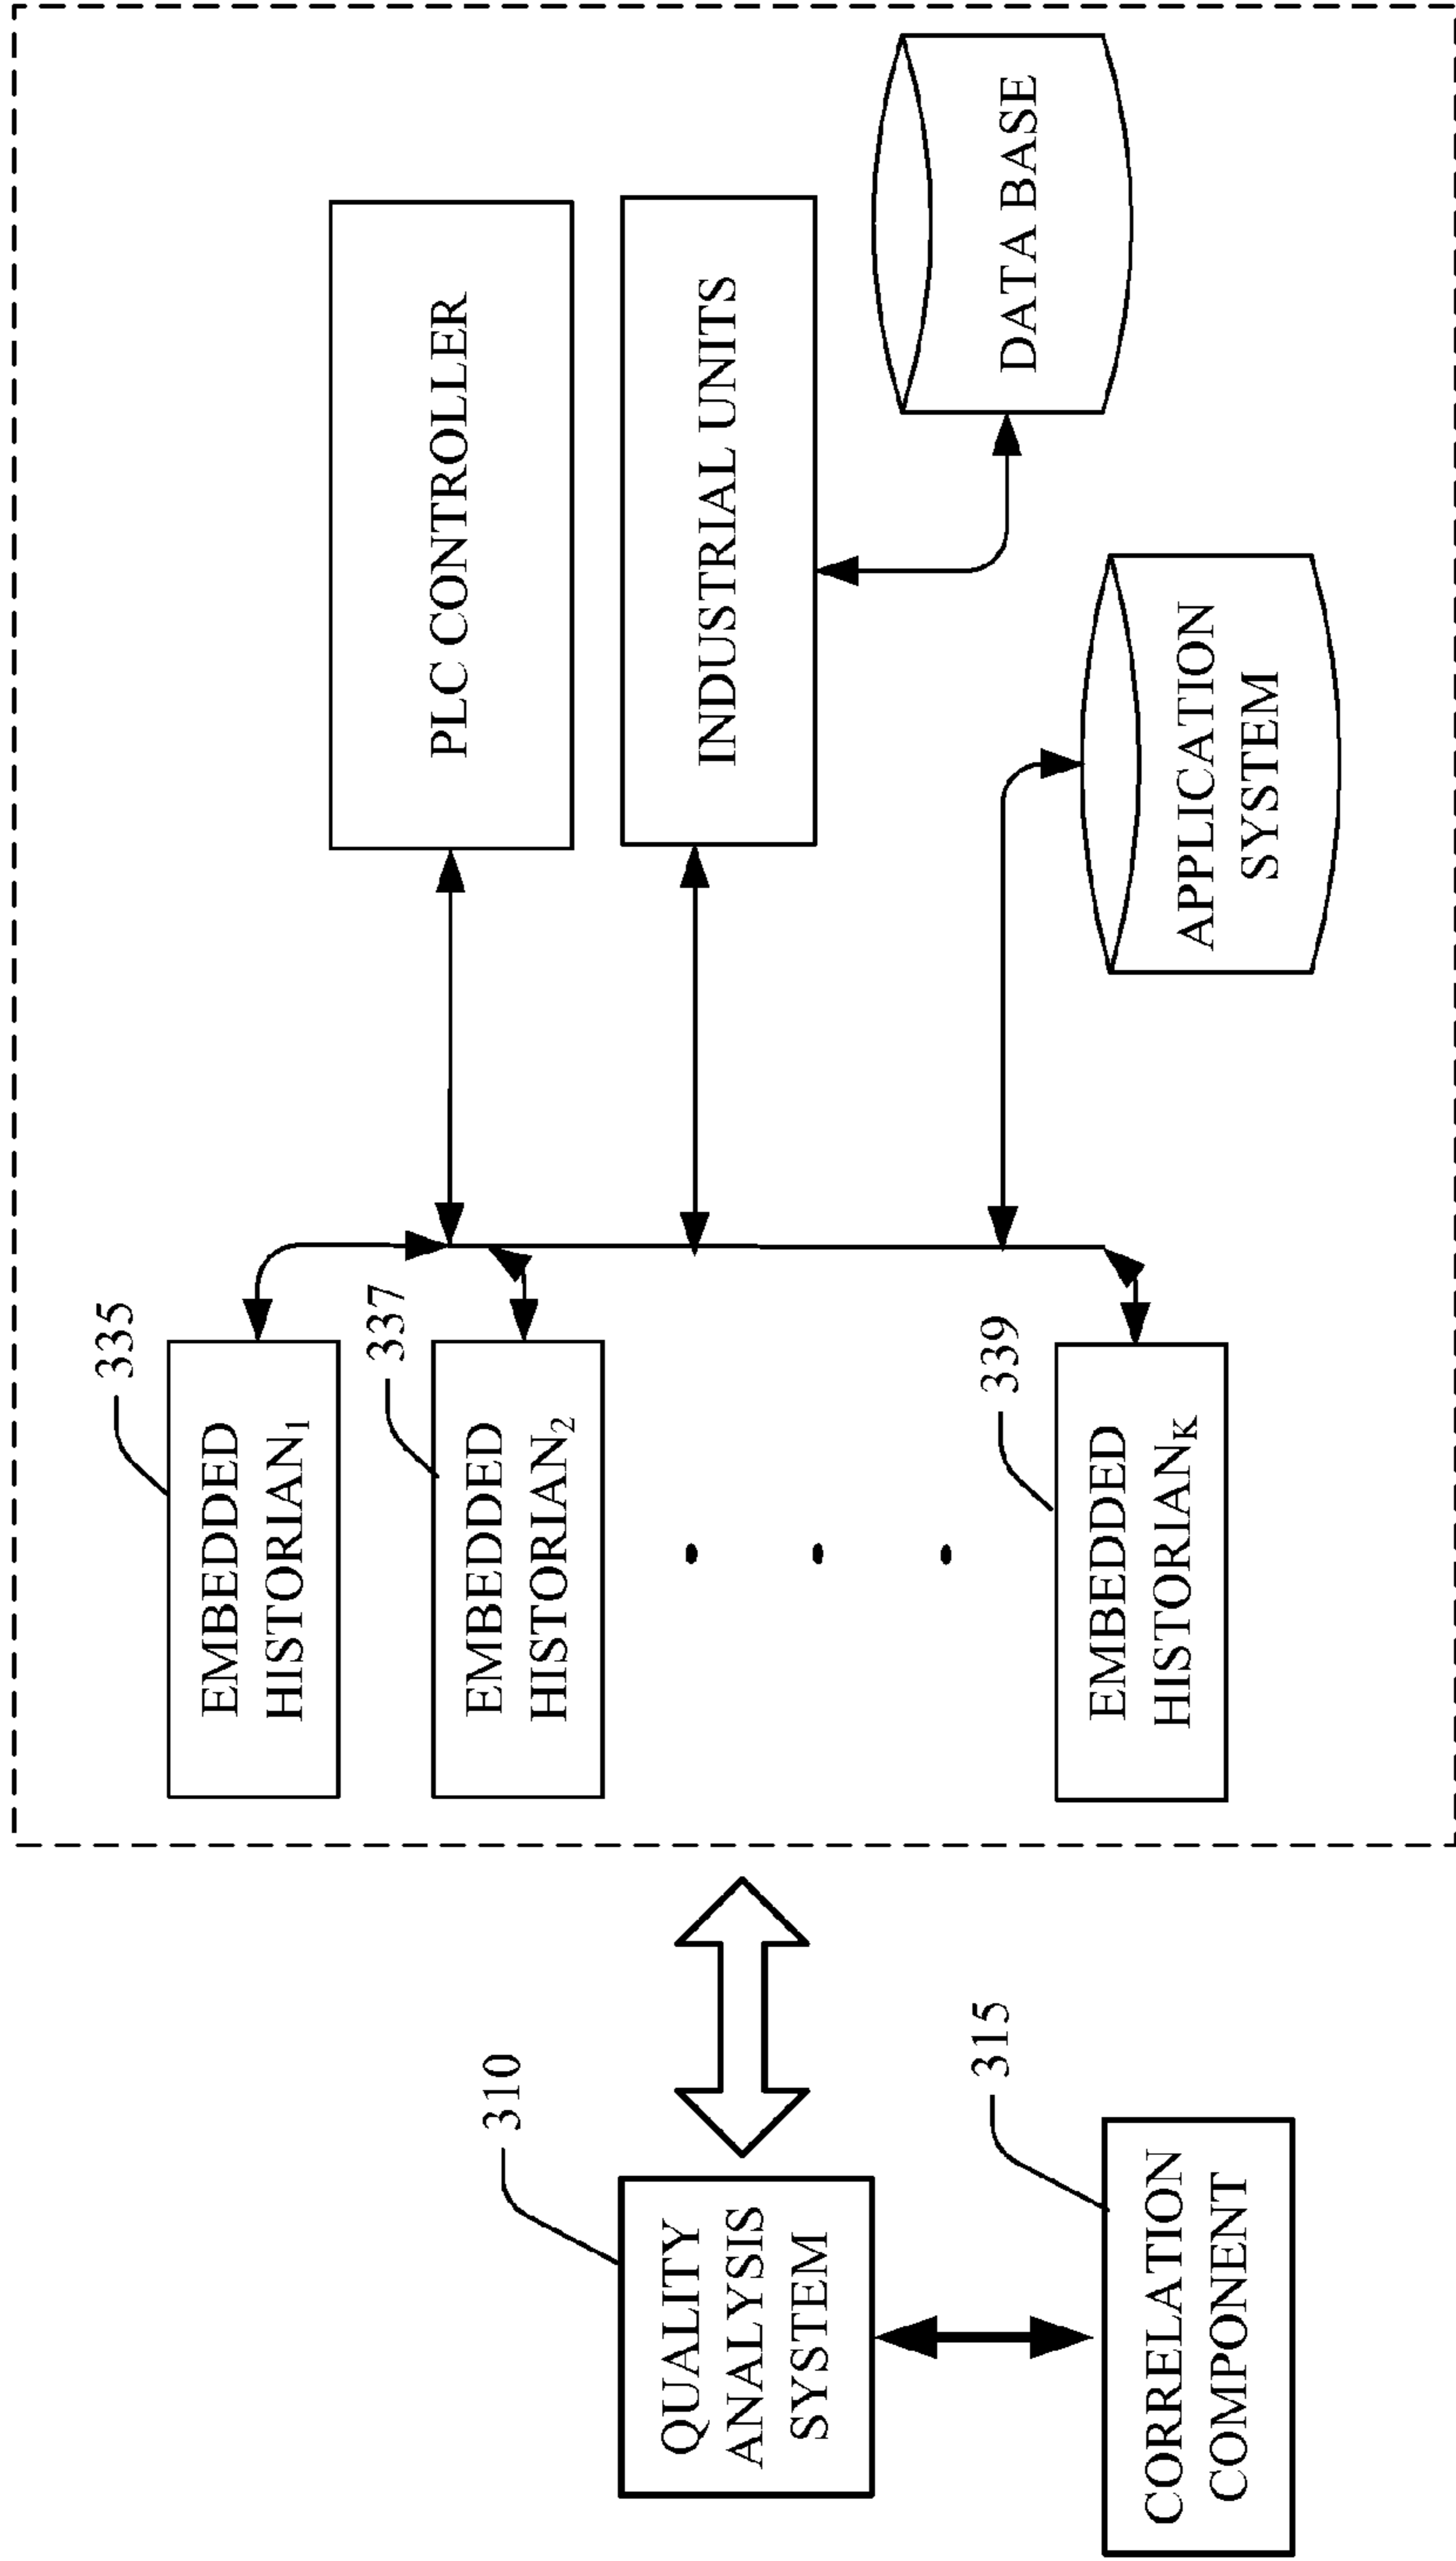 335
EMBEDDED
HISTORIAN1
337
EMBEDDED
HISTORIAN2
339
EMBEDDED
HISTORIANK
PLC CONTROLLER
INDUSTRIAL UNITS
DATA BASE
APPLICATION
SYSTEM
310
QUALITY
ANALYSIS
SYSTEM
315
CORRELATION
COMPONENT